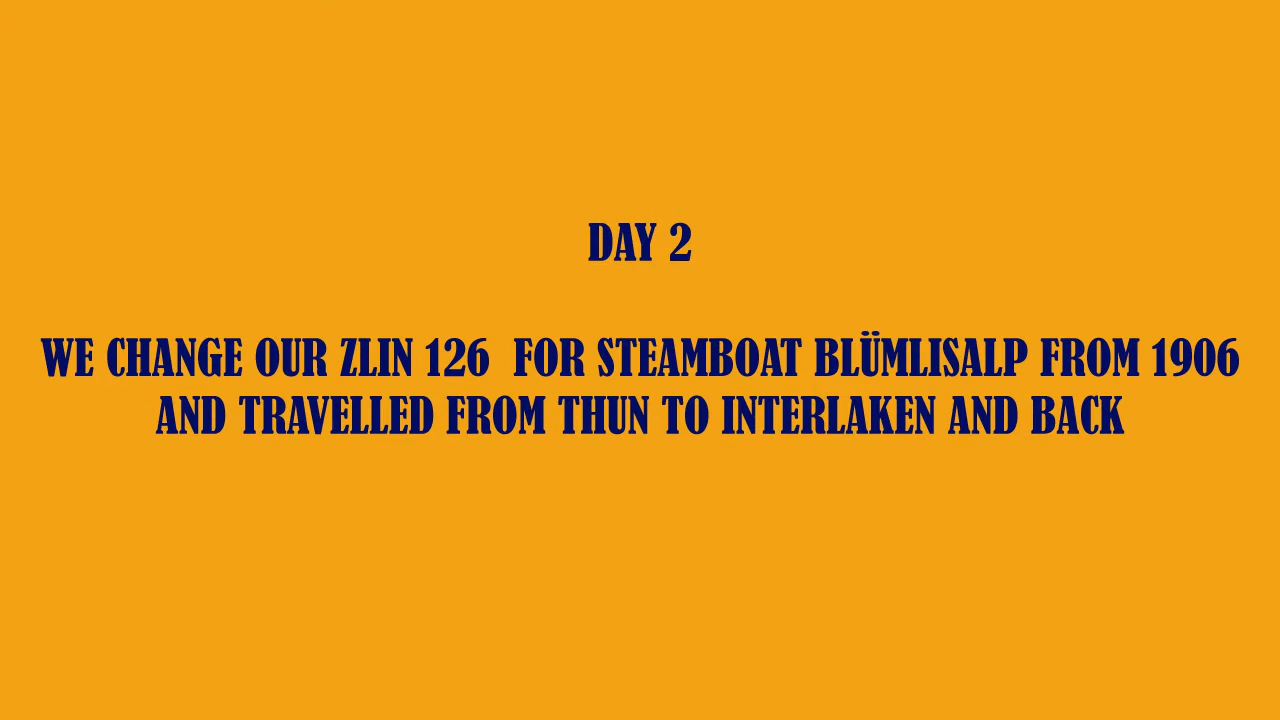 DAY 2
WE CHANGE OUR ZLIN 126  FOR STEAMBOAT BLÜMLISALP FROM 1906
AND TRAVELLED FROM THUN TO INTERLAKEN AND BACK